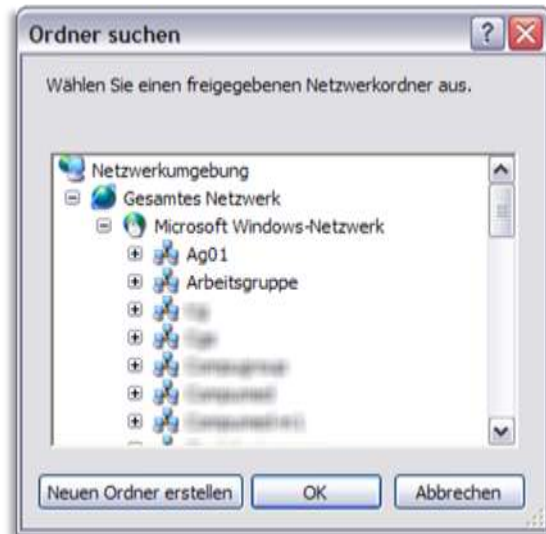 Ordner suchen
Wählen Sie einen freigegebenen Netzwerkordner aus.
Netzwerkumgebung
Gesamtes Netzwerk
Microsoft Windows-Netzwerk
Ag01
Arbeitsgruppe
Neuen Ordner erstellen
OK
Abbrechen